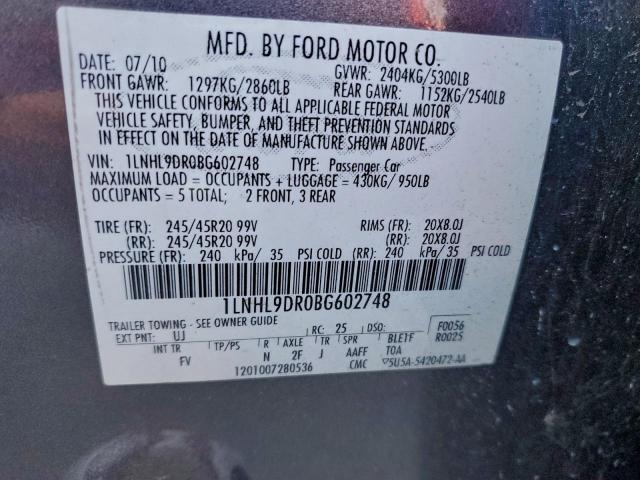 MFD. BY FORD MOTOR CO.
DATE: 07/10 GVWR: 2404KG/5300LB
FRONT GAWR: 1297KG/2860LB REAR GAWR: 1152KG/2540LB
THIS VEHICLE CONFORMS TO ALL APPLICABLE FEDERAL MOTOR
VEHICLE SAFETY, BUMPER, AND THEFT PREVENTION STANDARDS
IN EFFECT ON THE DATE OF MANUFACTURE SHOWN ABOVE.
VIN: 1LNHL9DR0BG602748 TYPE: Passenger Car
MAXIMUM LOAD = OCCUPANTS + LUGGAGE = 430KG/ 950LB
OCCUPANTS = 5 TOTAL; 2 FRONT, 3 REAR
TIRE (FR): 245/45R20 99V RIMS (FR): 20X8.0J
(RR): 245/45R20 99V (RR): 20X8.0J
PRESSURE (FR): 240 kPa/ 35 PSI COLD (RR): 240 kPa/ 35 PSI COLD
1LNHL9DR0BG602748
TRAILER TOWING - SEE OWNER GUIDE F0056
EXT PNT: UJ RC: 25 DSO: R0025
INT TR TP/PS R AXLE TR SPR BLETF
FV N 2F J AAFF TOA
1201007280536 CMC 5U5A-5420472-AA